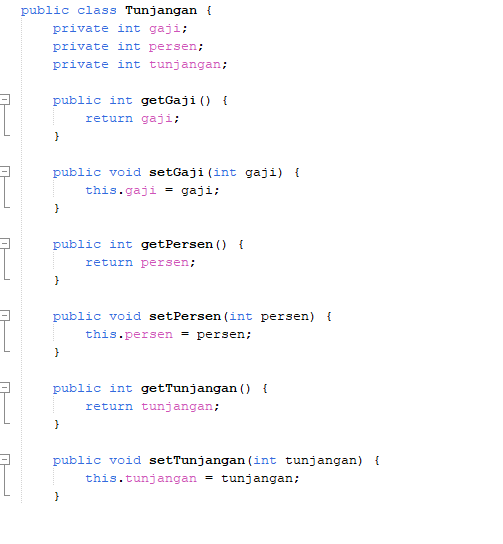 public class Tunjangan {
    private int gaji;
    private int persen;
    private int tunjangan;

    public int getGaji() {
        return gaji;
    }

    public void setGaji(int gaji) {
        this.gaji = gaji;
    }

    public int getPersen() {
        return persen;
    }

    public void setPersen(int persen) {
        this.persen = persen;
    }

    public int getTunjangan() {
        return tunjangan;
    }

    public void setTunjangan(int tunjangan) {
        this.tunjangan = tunjangan;
    }